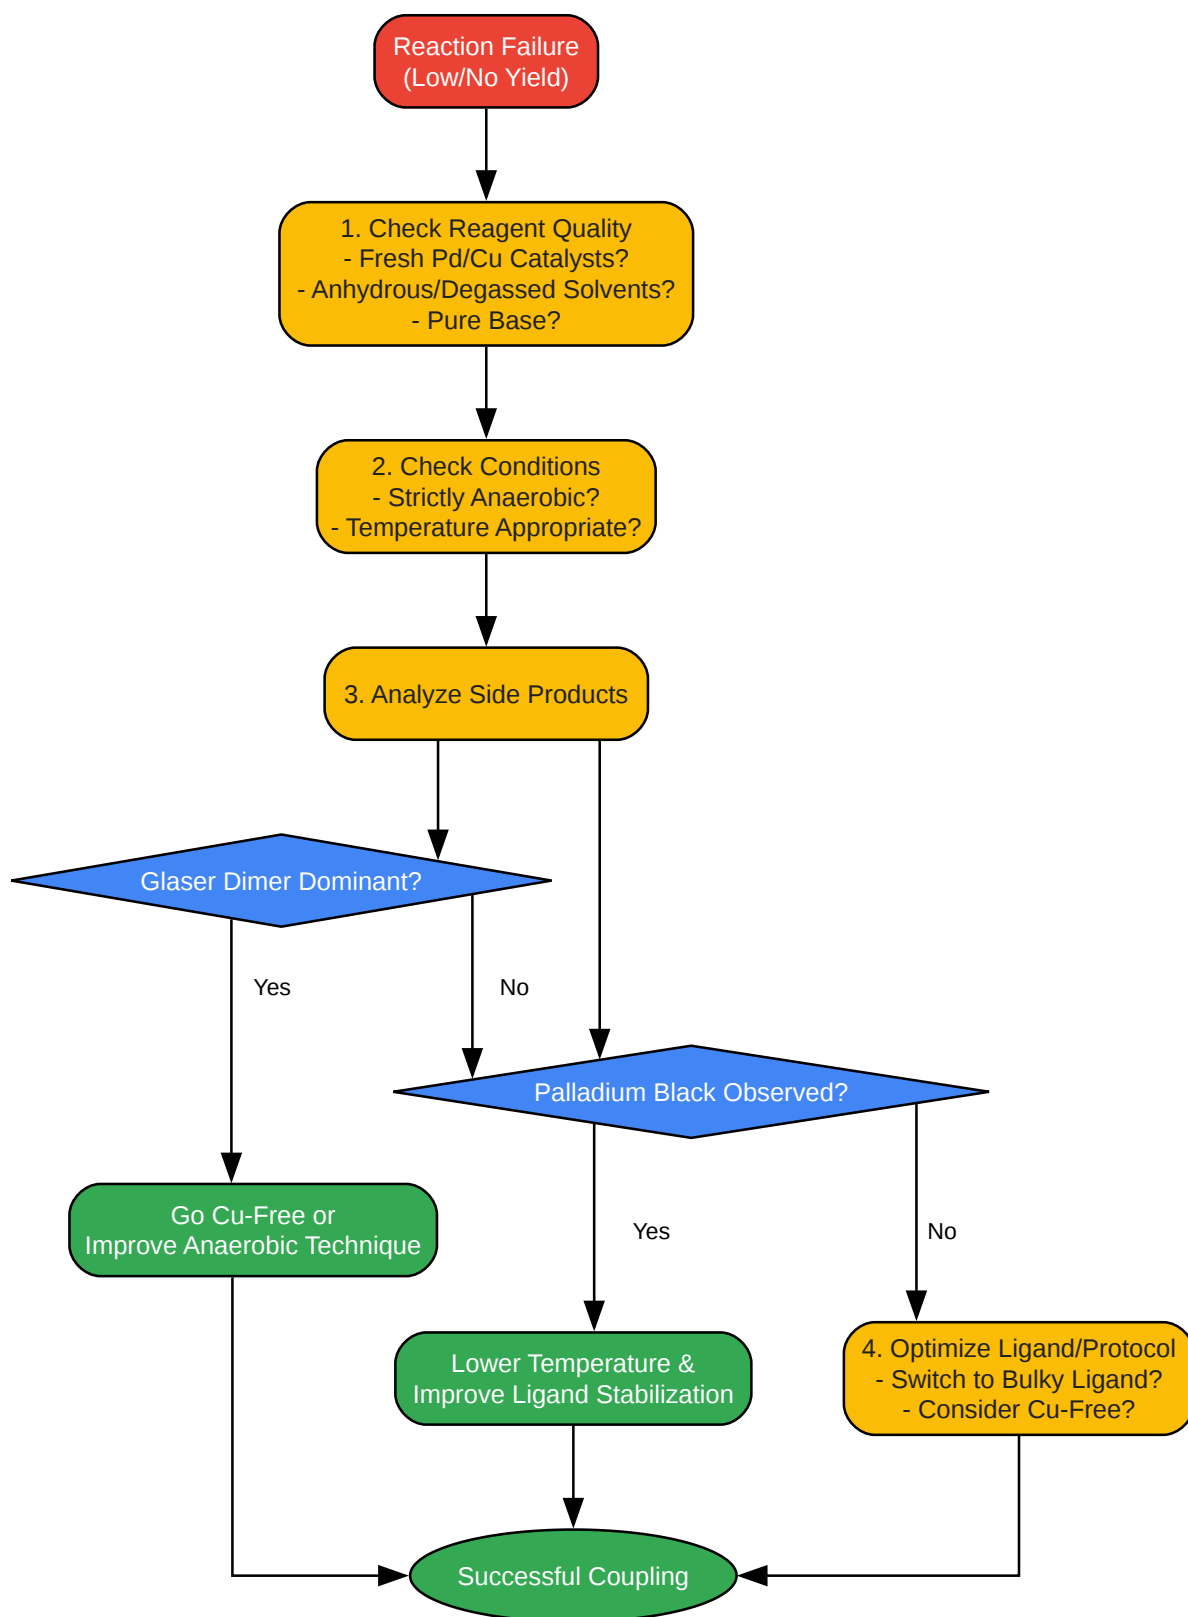 Reaction Failure
(Low/No Yield)
1. Check Reagent Quality
- Fresh Pd/Cu Catalysts?
- Anhydrous/Degassed Solvents?
- Pure Base?
2. Check Conditions
- Strictly Anaerobic?
- Temperature Appropriate?
3. Analyze Side Products
Glaser Dimer Dominant?
Yes
No
Palladium Black Observed?
Go Cu-Free or
Improve Anaerobic Technique
Yes
No
Lower Temperature &
Improve Ligand Stabilization
4. Optimize Ligand/Protocol
- Switch to Bulky Ligand?
- Consider Cu-Free?
Successful Coupling